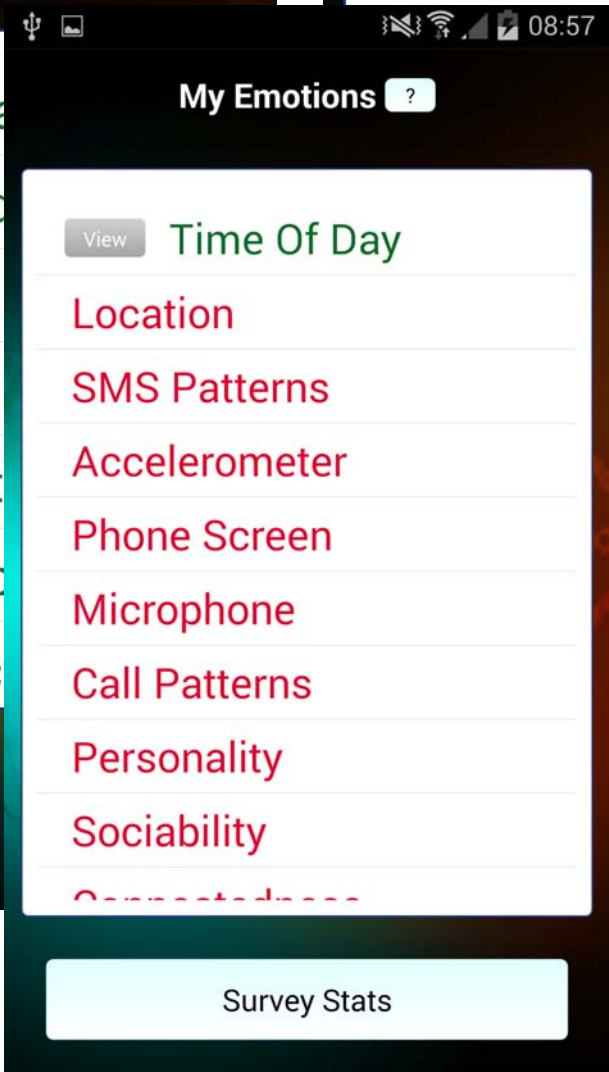 08:57
My Emotions ?
View Time Of Day
Location
SMS Patterns
Accelerometer
Phone Screen
Microphone
Call Patterns
Personality
Sociability
Connectedness
Survey Stats